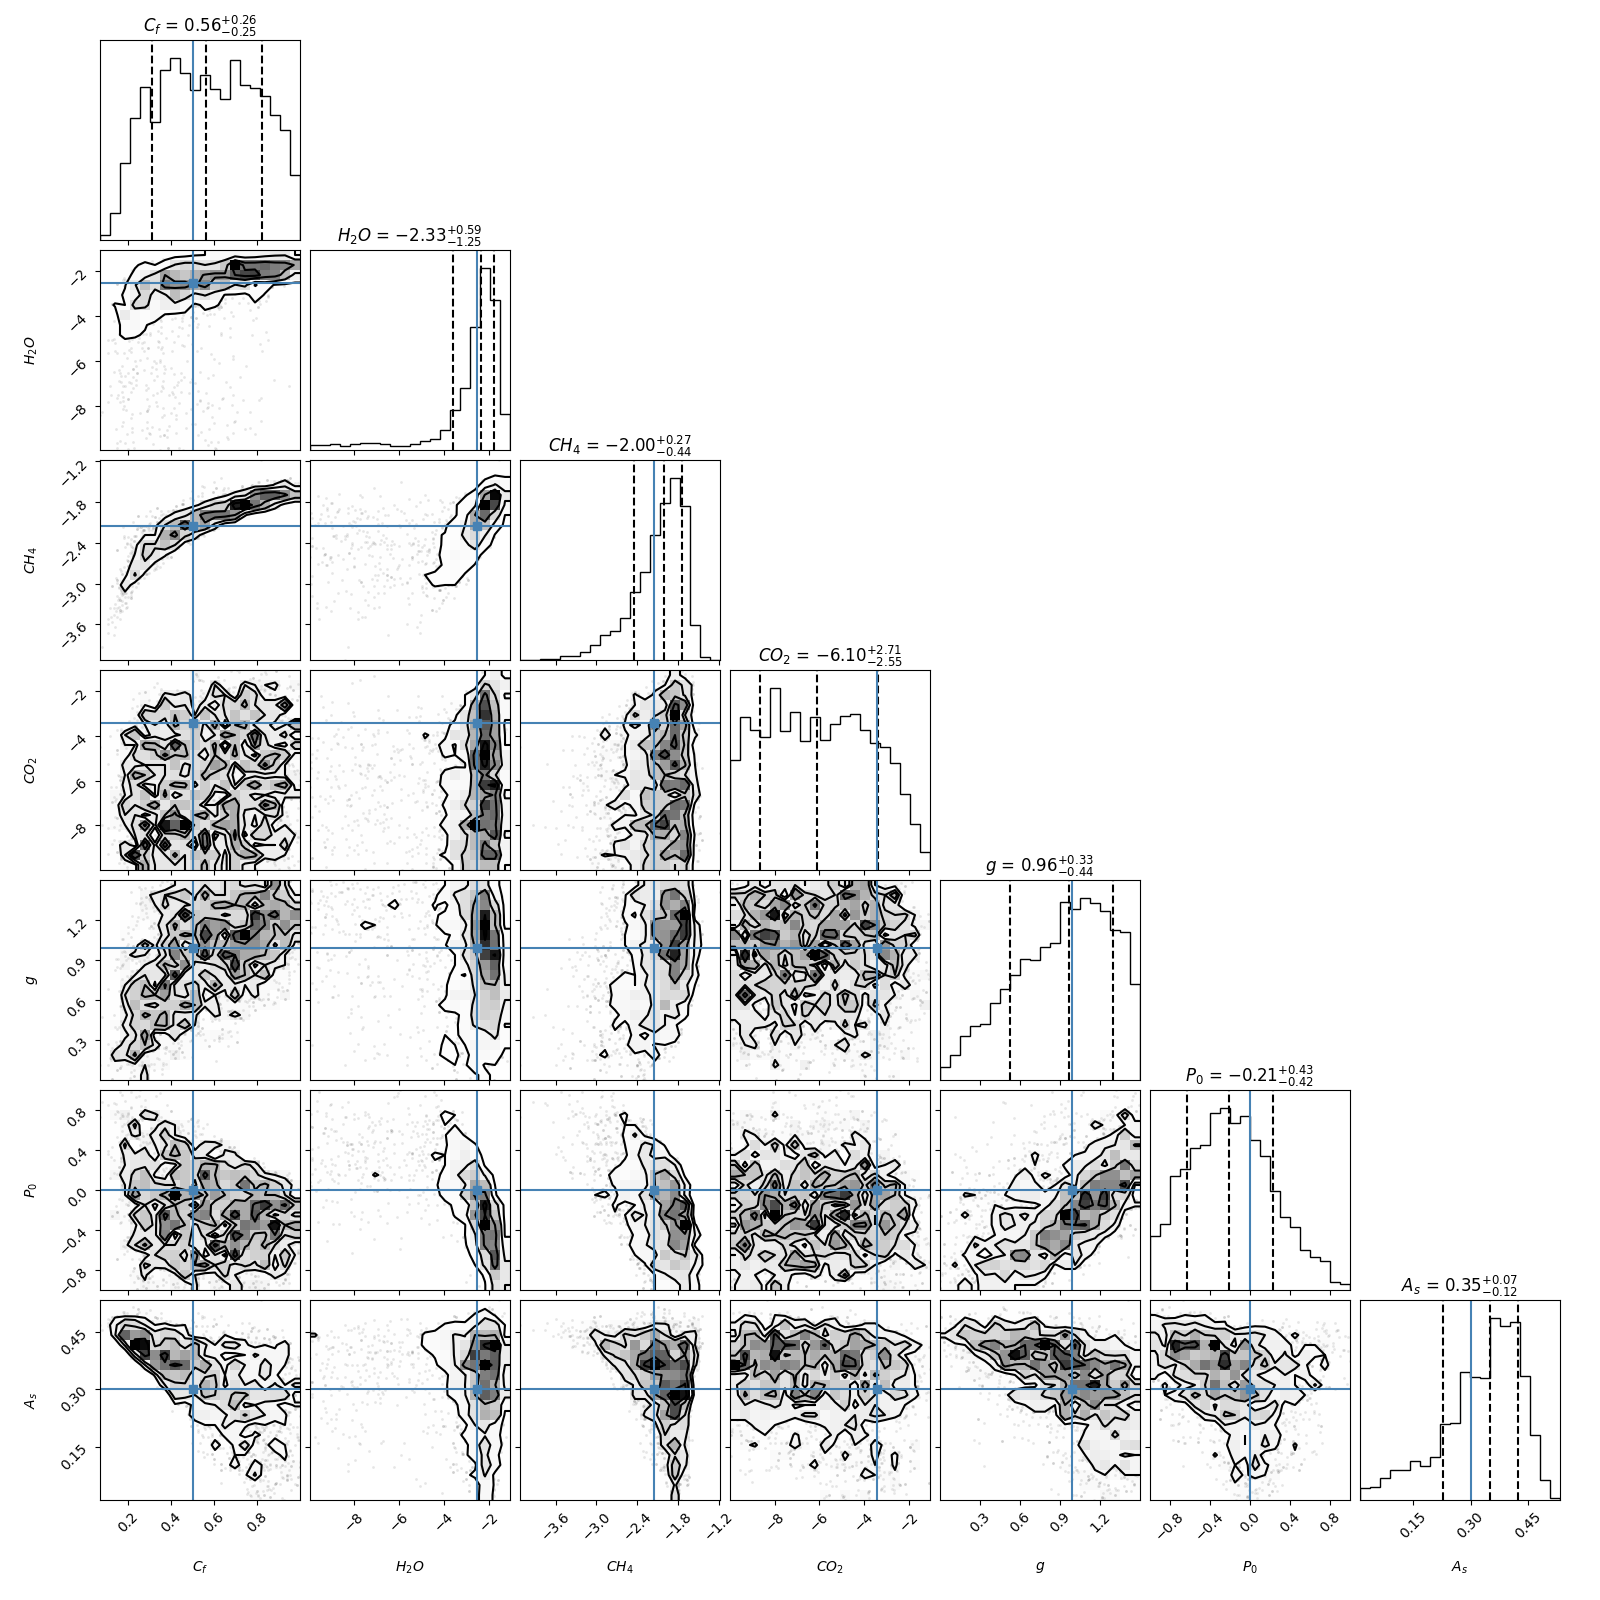 C_f = 0.56^{+0.26}_{−0.25}
H_2O = −2.33^{+0.59}_{−1.25}
H_2O
−2
−4
−6
−8
CH_4 = −2.00^{+0.27}_{−0.44}
CH_4
−1.2
−1.8
−2.4
−3.0
−3.6
CO_2 = −6.10^{+2.71}_{−2.55}
CO_2
−2
−4
−6
−8
g = 0.96^{+0.33}_{−0.44}
g
1.2
0.9
0.6
0.3
P_0 = −0.21^{+0.43}_{−0.42}
P_0
0.8
0.4
0.0
−0.4
−0.8
A_s = 0.35^{+0.07}_{−0.12}
A_s
0.45
0.30
0.15
0.2 0.4 0.6 0.8 −8 −6 −4 −2 −3.6 −3.0 −2.4 −1.8 −1.2 −8 −6 −4 −2 0.3 0.6 0.9 1.2 −0.8 −0.4 0.0 0.4 0.8 0.15 0.30 0.45
C_f H_2O CH_4 CO_2 g P_0 A_s